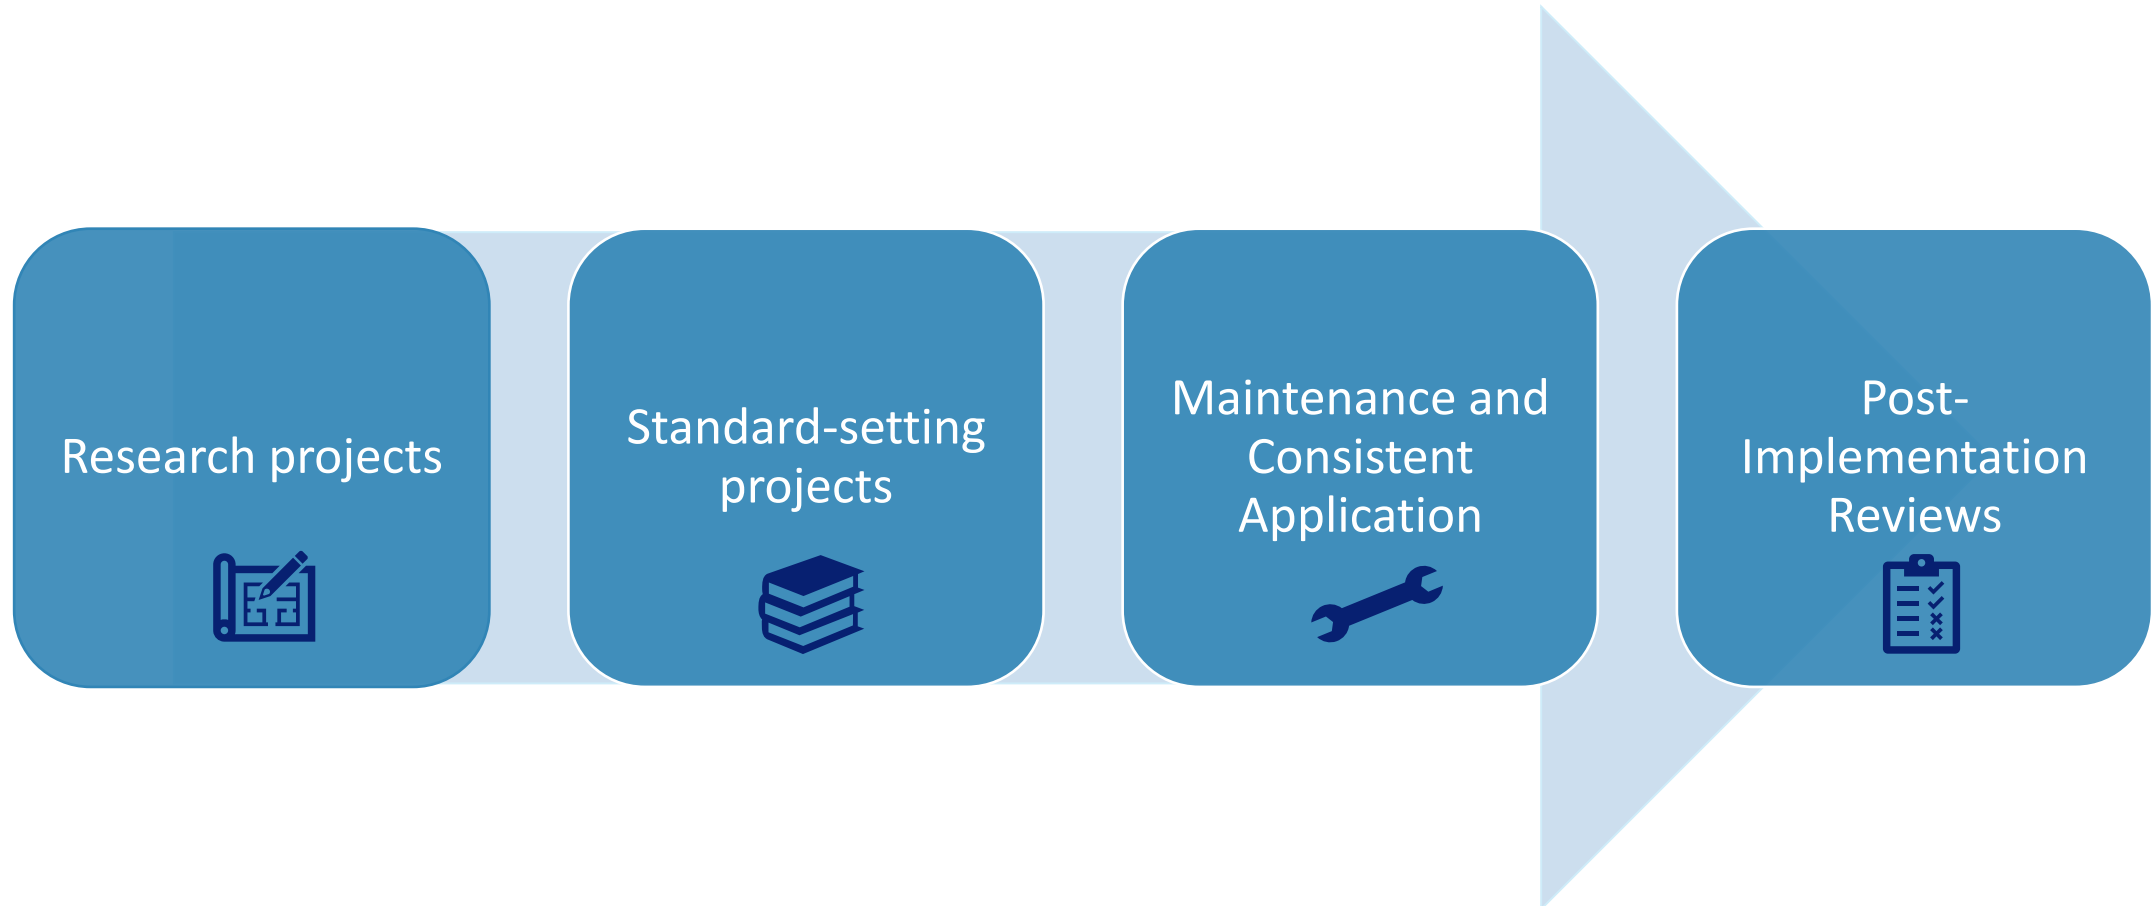 Research projects
Standard-setting
projects
Maintenance and
Consistent
Application
Post-
Implementation
Reviews